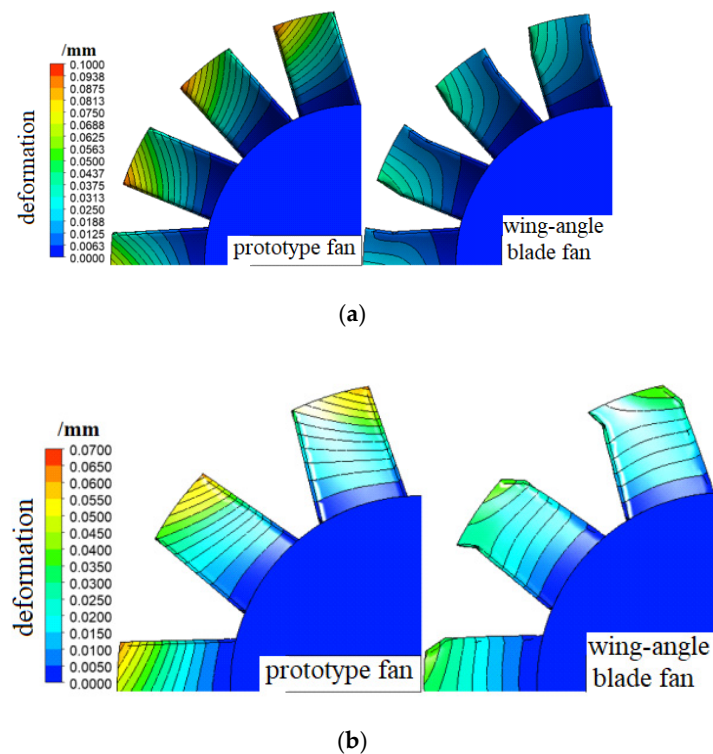 /mm
deformation
0.1000
0.0938
0.0875
0.0813
0.0750
0.0688
0.0625
0.0563
0.0500
0.0437
0.0375
0.0313
0.0250
0.0188
0.0125
0.0063
0.0000
prototype fan
wing-angle
blade fan
(a)
/mm
deformation
0.0700
0.0650
0.0600
0.0550
0.0500
0.0450
0.0400
0.0350
0.0300
0.0250
0.0200
0.0150
0.0100
0.0050
0.0000
prototype fan
wing-angle
blade fan
(b)